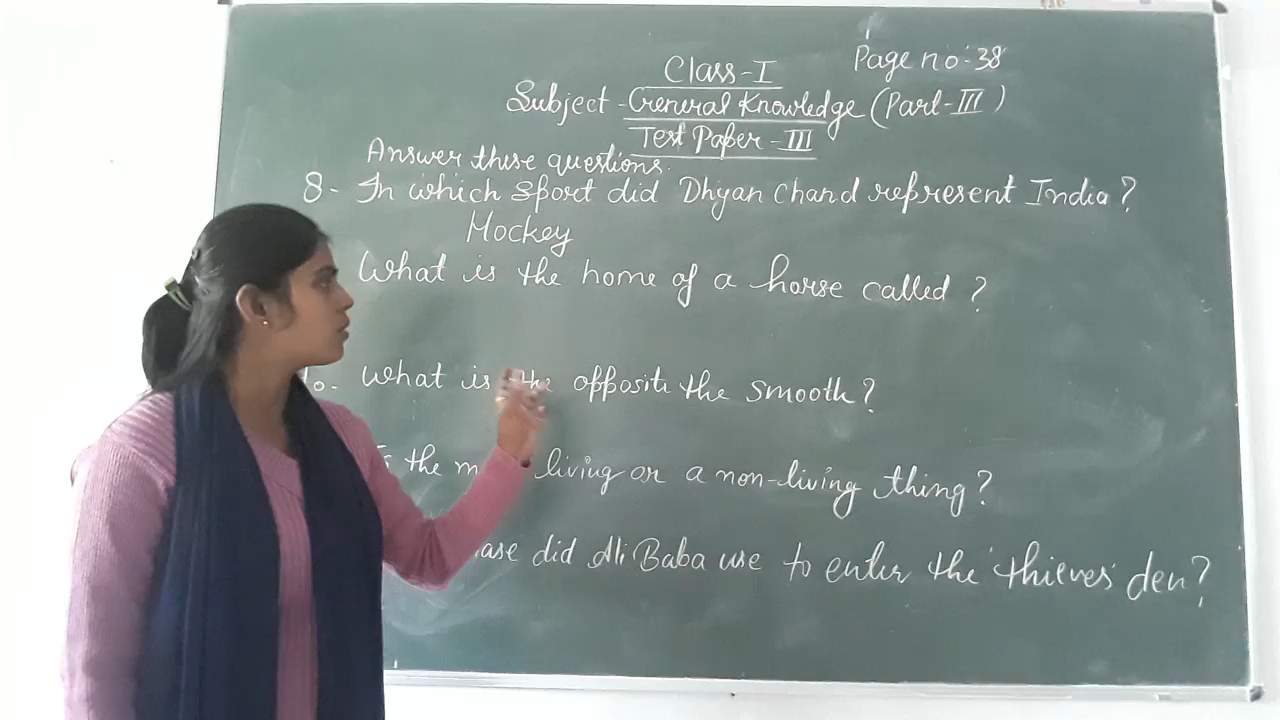 Page no:38
Class-I
Subject-General Knowledge (Part-III)
Test Paper-III
Answer these questions.
8- In which sport did Dhyan Chand represent India?
Hockey
What is the home of a horse called?
10- What is the opposite the smooth?
the living or a non-living thing?
did Ali Baba use to enter the thieves' den?